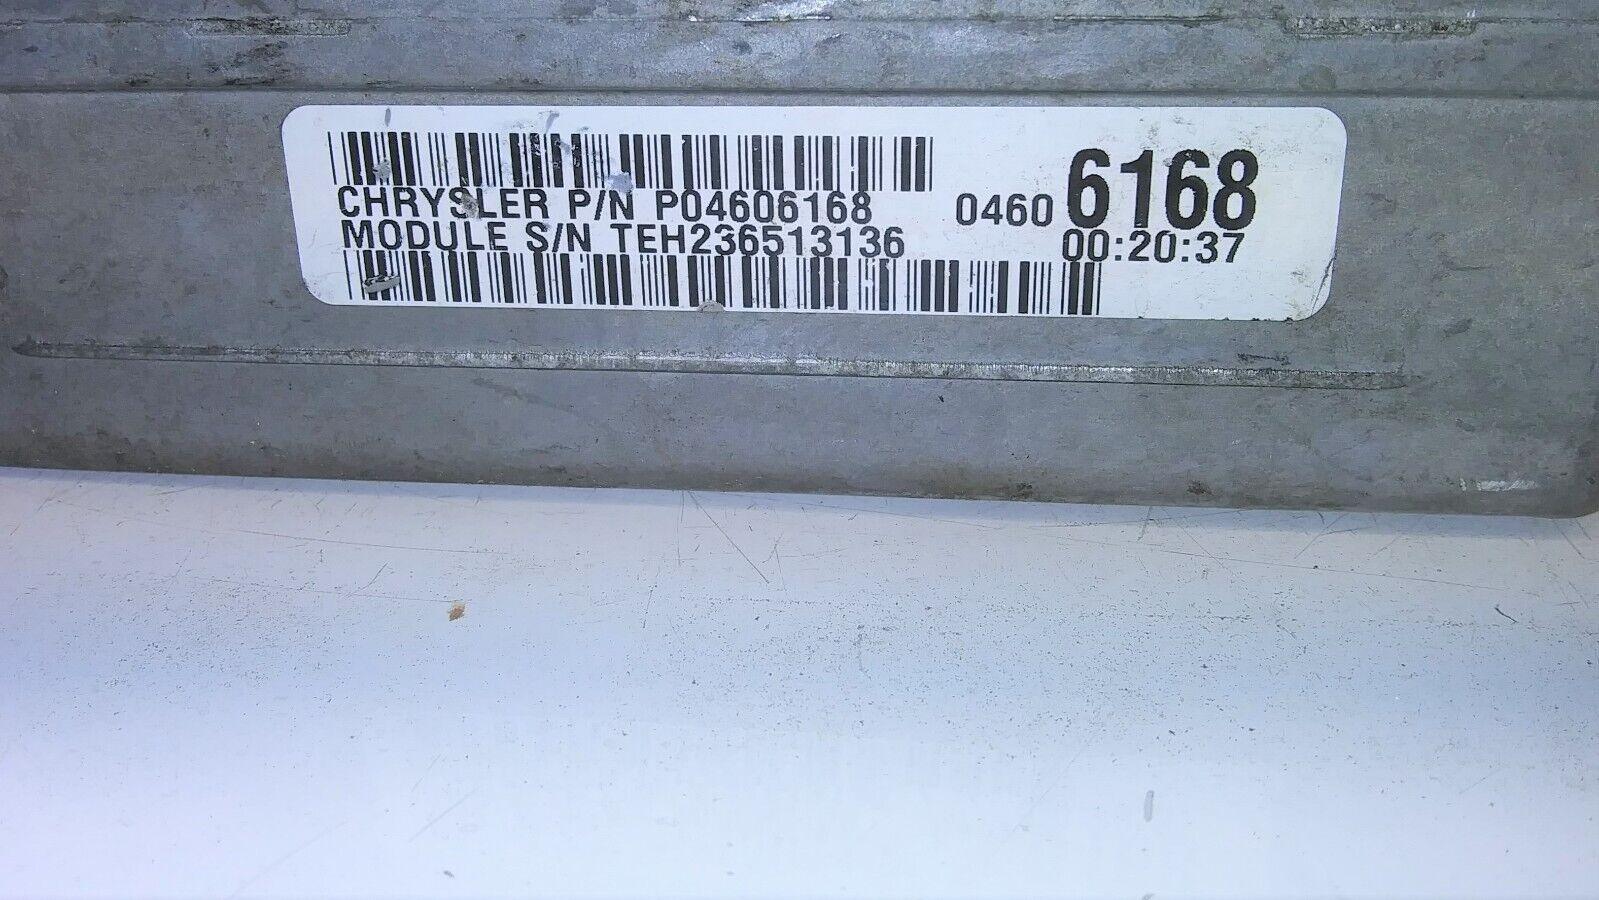 CHRYSLER P/N P04606168 0460 6168
MODULE S/N TEH236513136 00:20:37